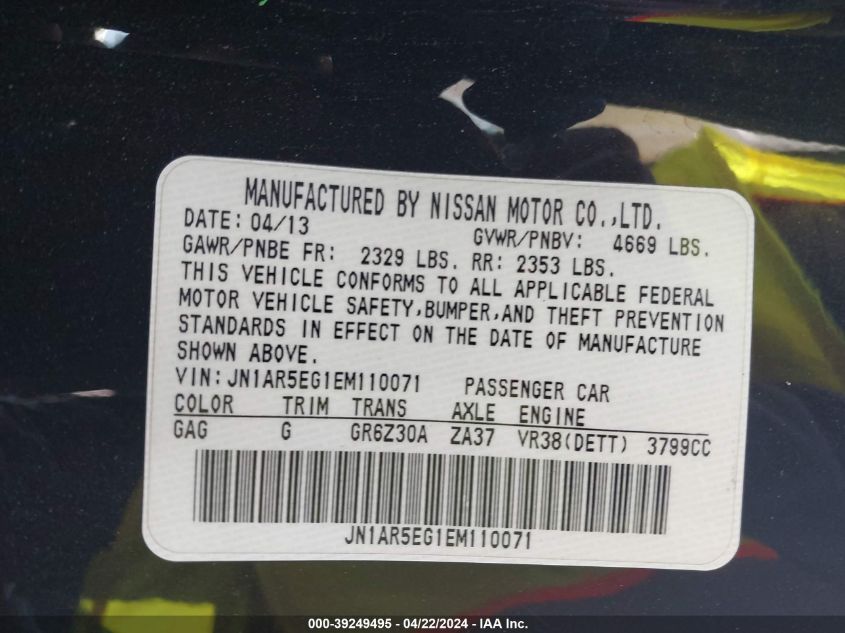 MANUFACTURED BY NISSAN MOTOR CO.,LTD.
DATE: 04/13 GVWR/PNBV: 4669 LBS.
GAWR/PNBE FR: 2329 LBS. RR: 2353 LBS.
THIS VEHICLE CONFORMS TO ALL APPLICABLE FEDERAL
MOTOR VEHICLE SAFETY,BUMPER,AND THEFT PREVENTION
STANDARDS IN EFFECT ON THE DATE OF MANUFACTURE
SHOWN ABOVE.
VIN:JN1AR5EG1EM110071 PASSENGER CAR
COLOR TRIM TRANS AXLE ENGINE
GAG G GR6Z30A ZA37 VR38(DETT) 3799CC
JN1AR5EG1EM110071
000-39249495 - 04/22/2024 - IAA Inc.